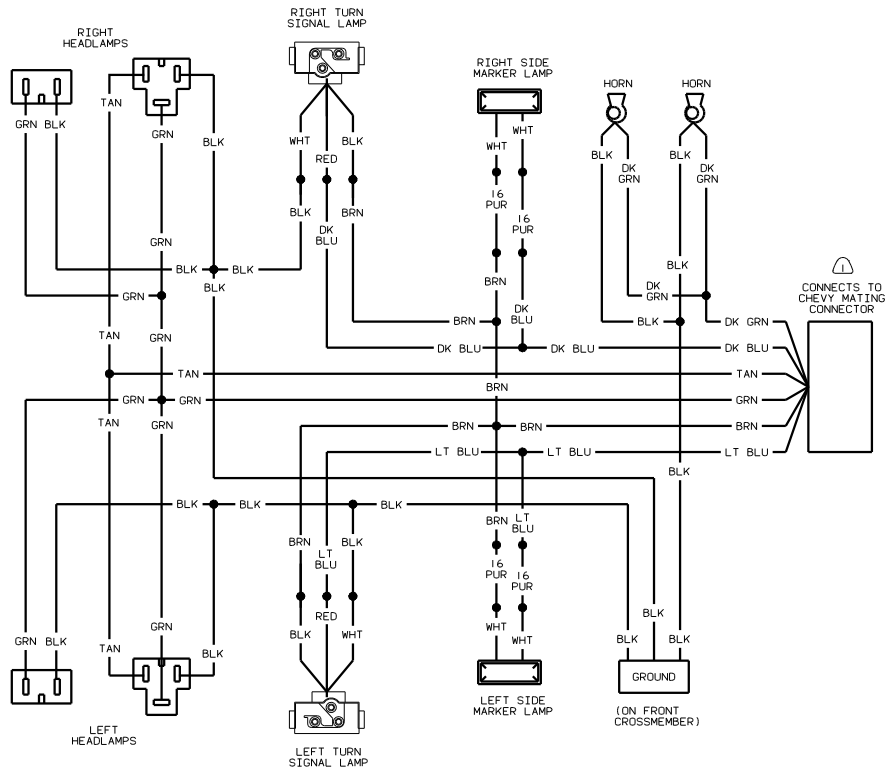 RIGHT TURN
SIGNAL LAMP
RIGHT
HEADLAMPS
RIGHT SIDE
MARKER LAMP
HORN
HORN
TAN
GRN BLK
GRN
BLK
WHT
BLK
RED
WHT
WHT
BLK
BLK
DK
GRN
DK
GRN
16
PUR
16
PUR
BLK
BRN
DK
BLU
GRN
BLK
BLK
BLK
BLK
BRN
DK
GRN
1
CONNECTS TO
CHEVY MATING
CONNECTOR
GRN
DK
BLU
BRN
BLK
DK GRN
TAN
GRN
DK BLU
DK BLU
DK BLU
TAN
TAN
BRN
GRN
GRN
GRN
TAN
GRN
BRN
BRN
BRN
LT BLU
LT BLU
LT BLU
BLK
BLK
BLK
BLK
BRN
LT
BLU
BRN
LT
BLU
BLK
16
PUR
16
PUR
GRN BLK
TAN
GRN
BLK
BLK
RED
WHT
WHT
WHT
BLK
BLK
BLK
GROUND
(ON FRONT
CROSSMEMBER)
LEFT SIDE
MARKER LAMP
LEFT
HEADLAMPS
LEFT TURN
SIGNAL LAMP